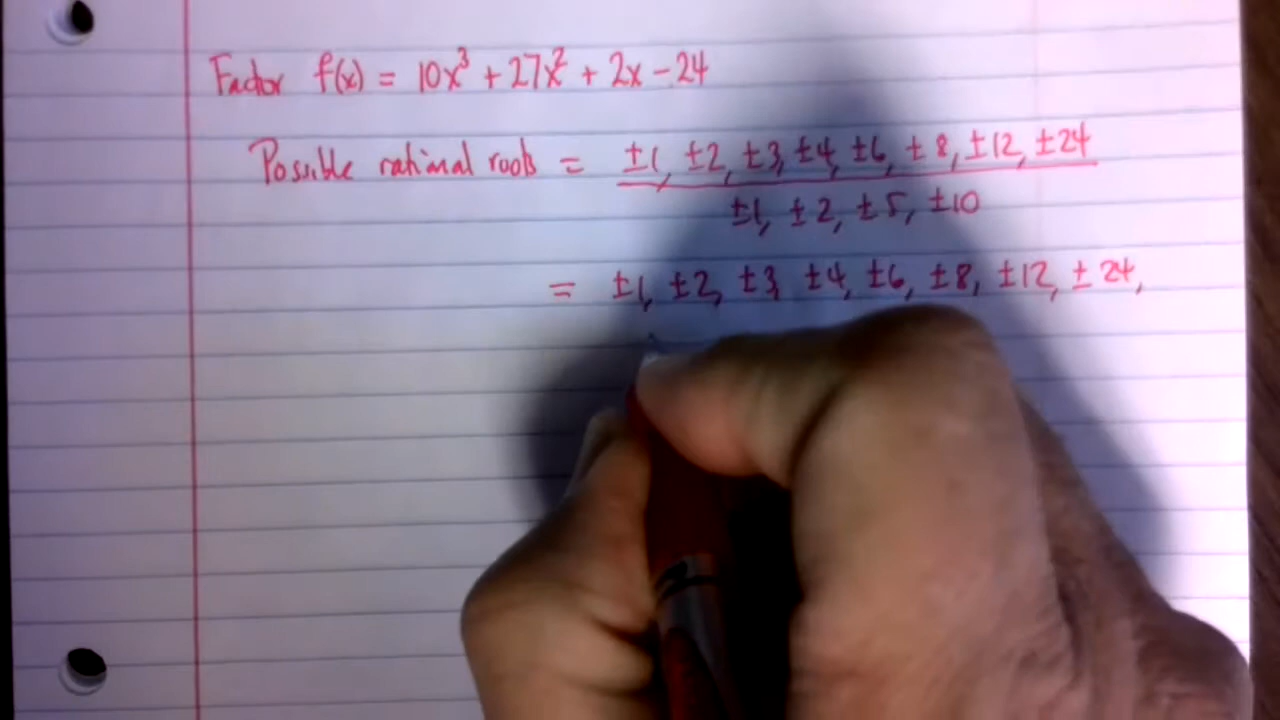 Factor f(x) = 10x³ + 27x² + 2x - 24
Possible rational roots = ±1, ±2, ±3, ±4, ±6, ±8, ±12, ±24
±1, ±2, ±5, ±10
= ±1, ±2, ±3, ±4, ±6, ±8, ±12, ±24,